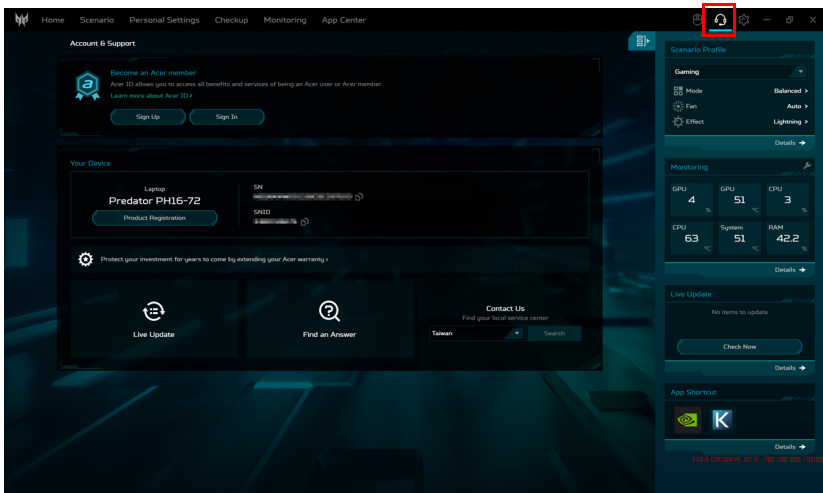 Home Scenario Personal Settings Checkup Monitoring App Center
Account & Support
Become an Acer member
Acer ID allows you to access all benefits and services of being an Acer user or Acer member.
Learn more about Acer ID >
Sign Up Sign In
Your Device
Laptop
Predator PH16-72
Product Registration
SN
SNID
Protect your investment for years to come by extending your Acer warranty >
Live Update
Find an Answer
Contact Us
Find your local service center
Taiwan Search
Scenario Profile
Gaming
Mode Balanced >
Fan Auto >
Effect Lightning >
Details →
Monitoring
GPU 4 %
GPU 51 °C
CPU 3 %
CPU 63 °C
System 51 °C
RAM 42.2 %
Details →
Live Update
No items to update
Check Now
Details →
App Shortcut
K
Details →